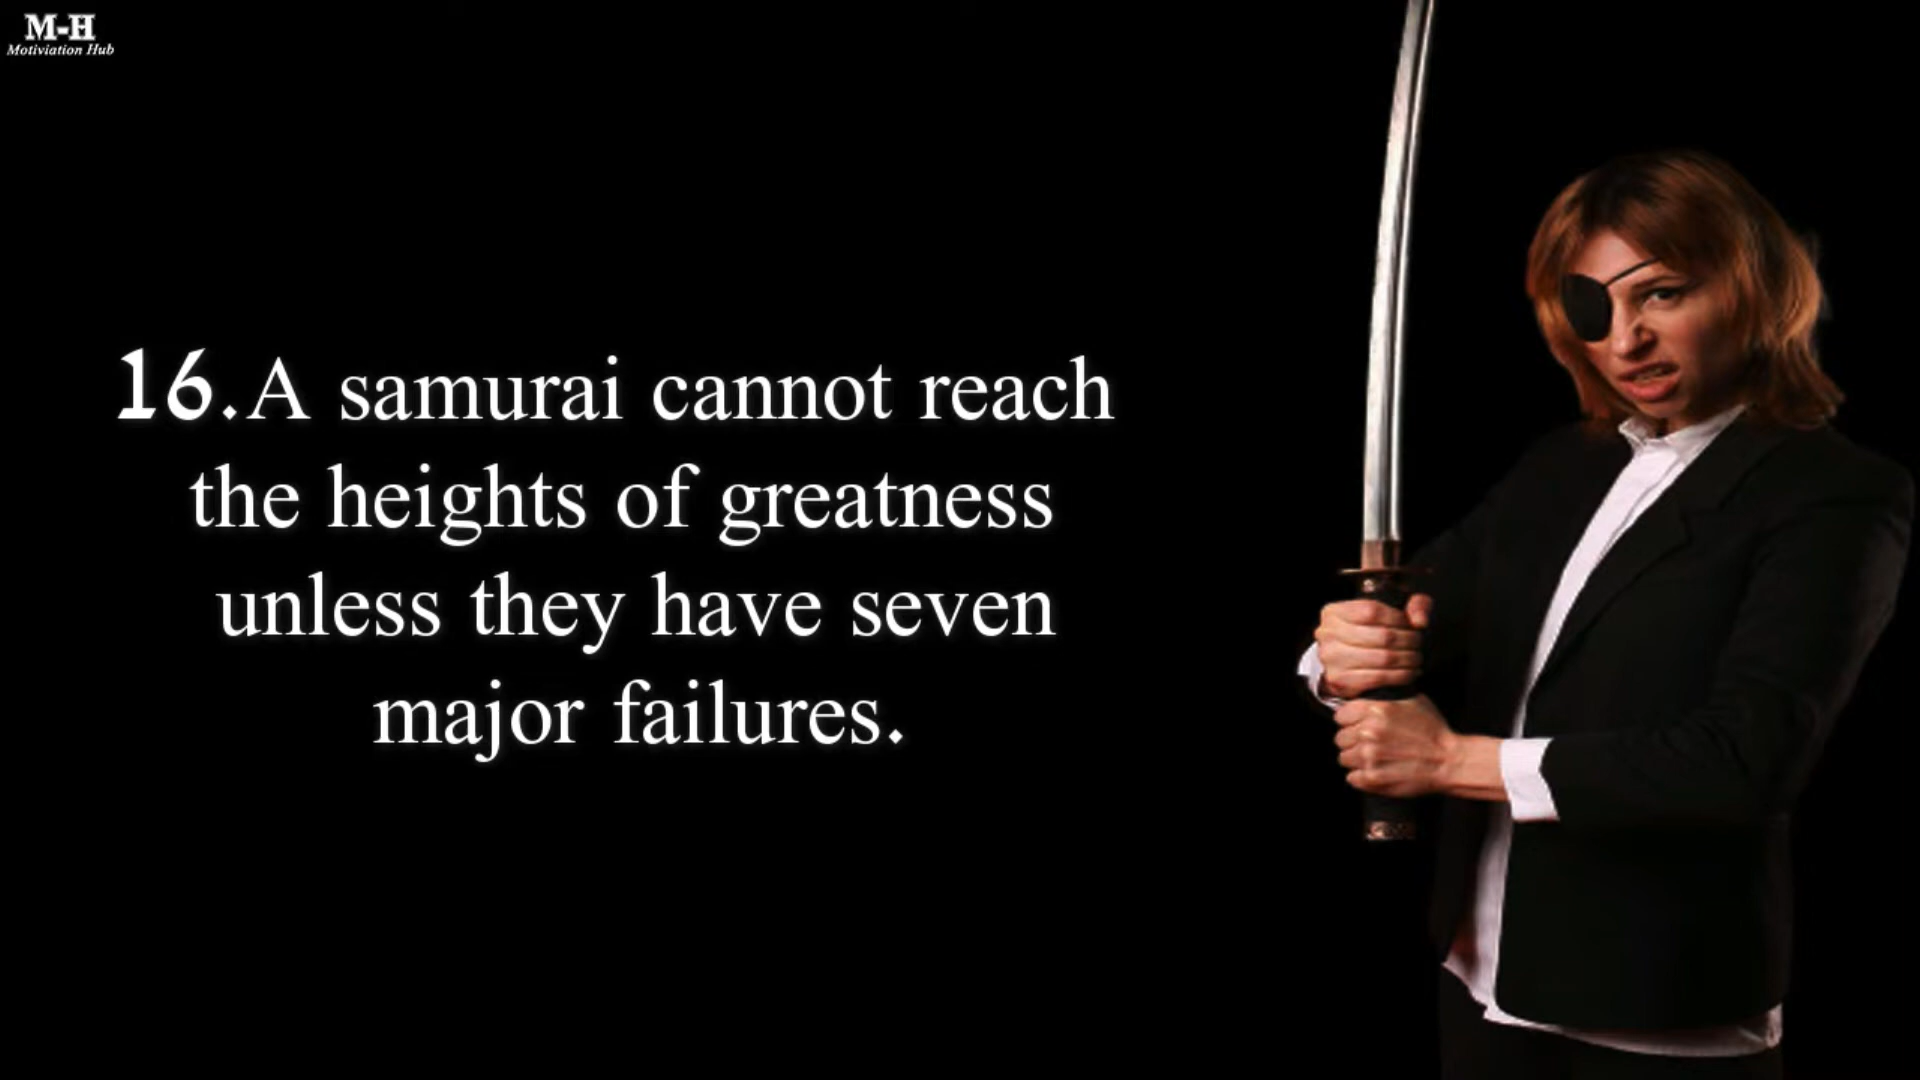 M-H
Motiviation Hub
16.A samurai cannot reach
the heights of greatness
unless they have seven
major failures.